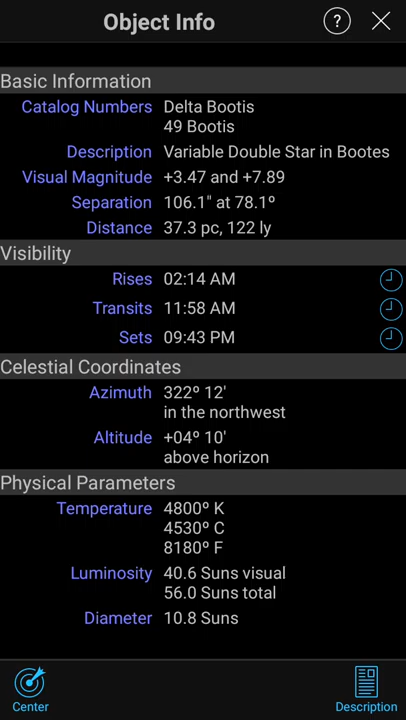 Object Info
?
Basic Information
Catalog Numbers Delta Bootis
49 Bootis
Description Variable Double Star in Bootes
Visual Magnitude +3.47 and +7.89
Separation 106.1" at 78.1º
Distance 37.3 pc, 122 ly
Visibility
Rises 02:14 AM
Transits 11:58 AM
Sets 09:43 PM
Celestial Coordinates
Azimuth 322º 12'
in the northwest
Altitude +04º 10'
above horizon
Physical Parameters
Temperature 4800º K
4530º C
8180º F
Luminosity 40.6 Suns visual
56.0 Suns total
Diameter 10.8 Suns
Center Description